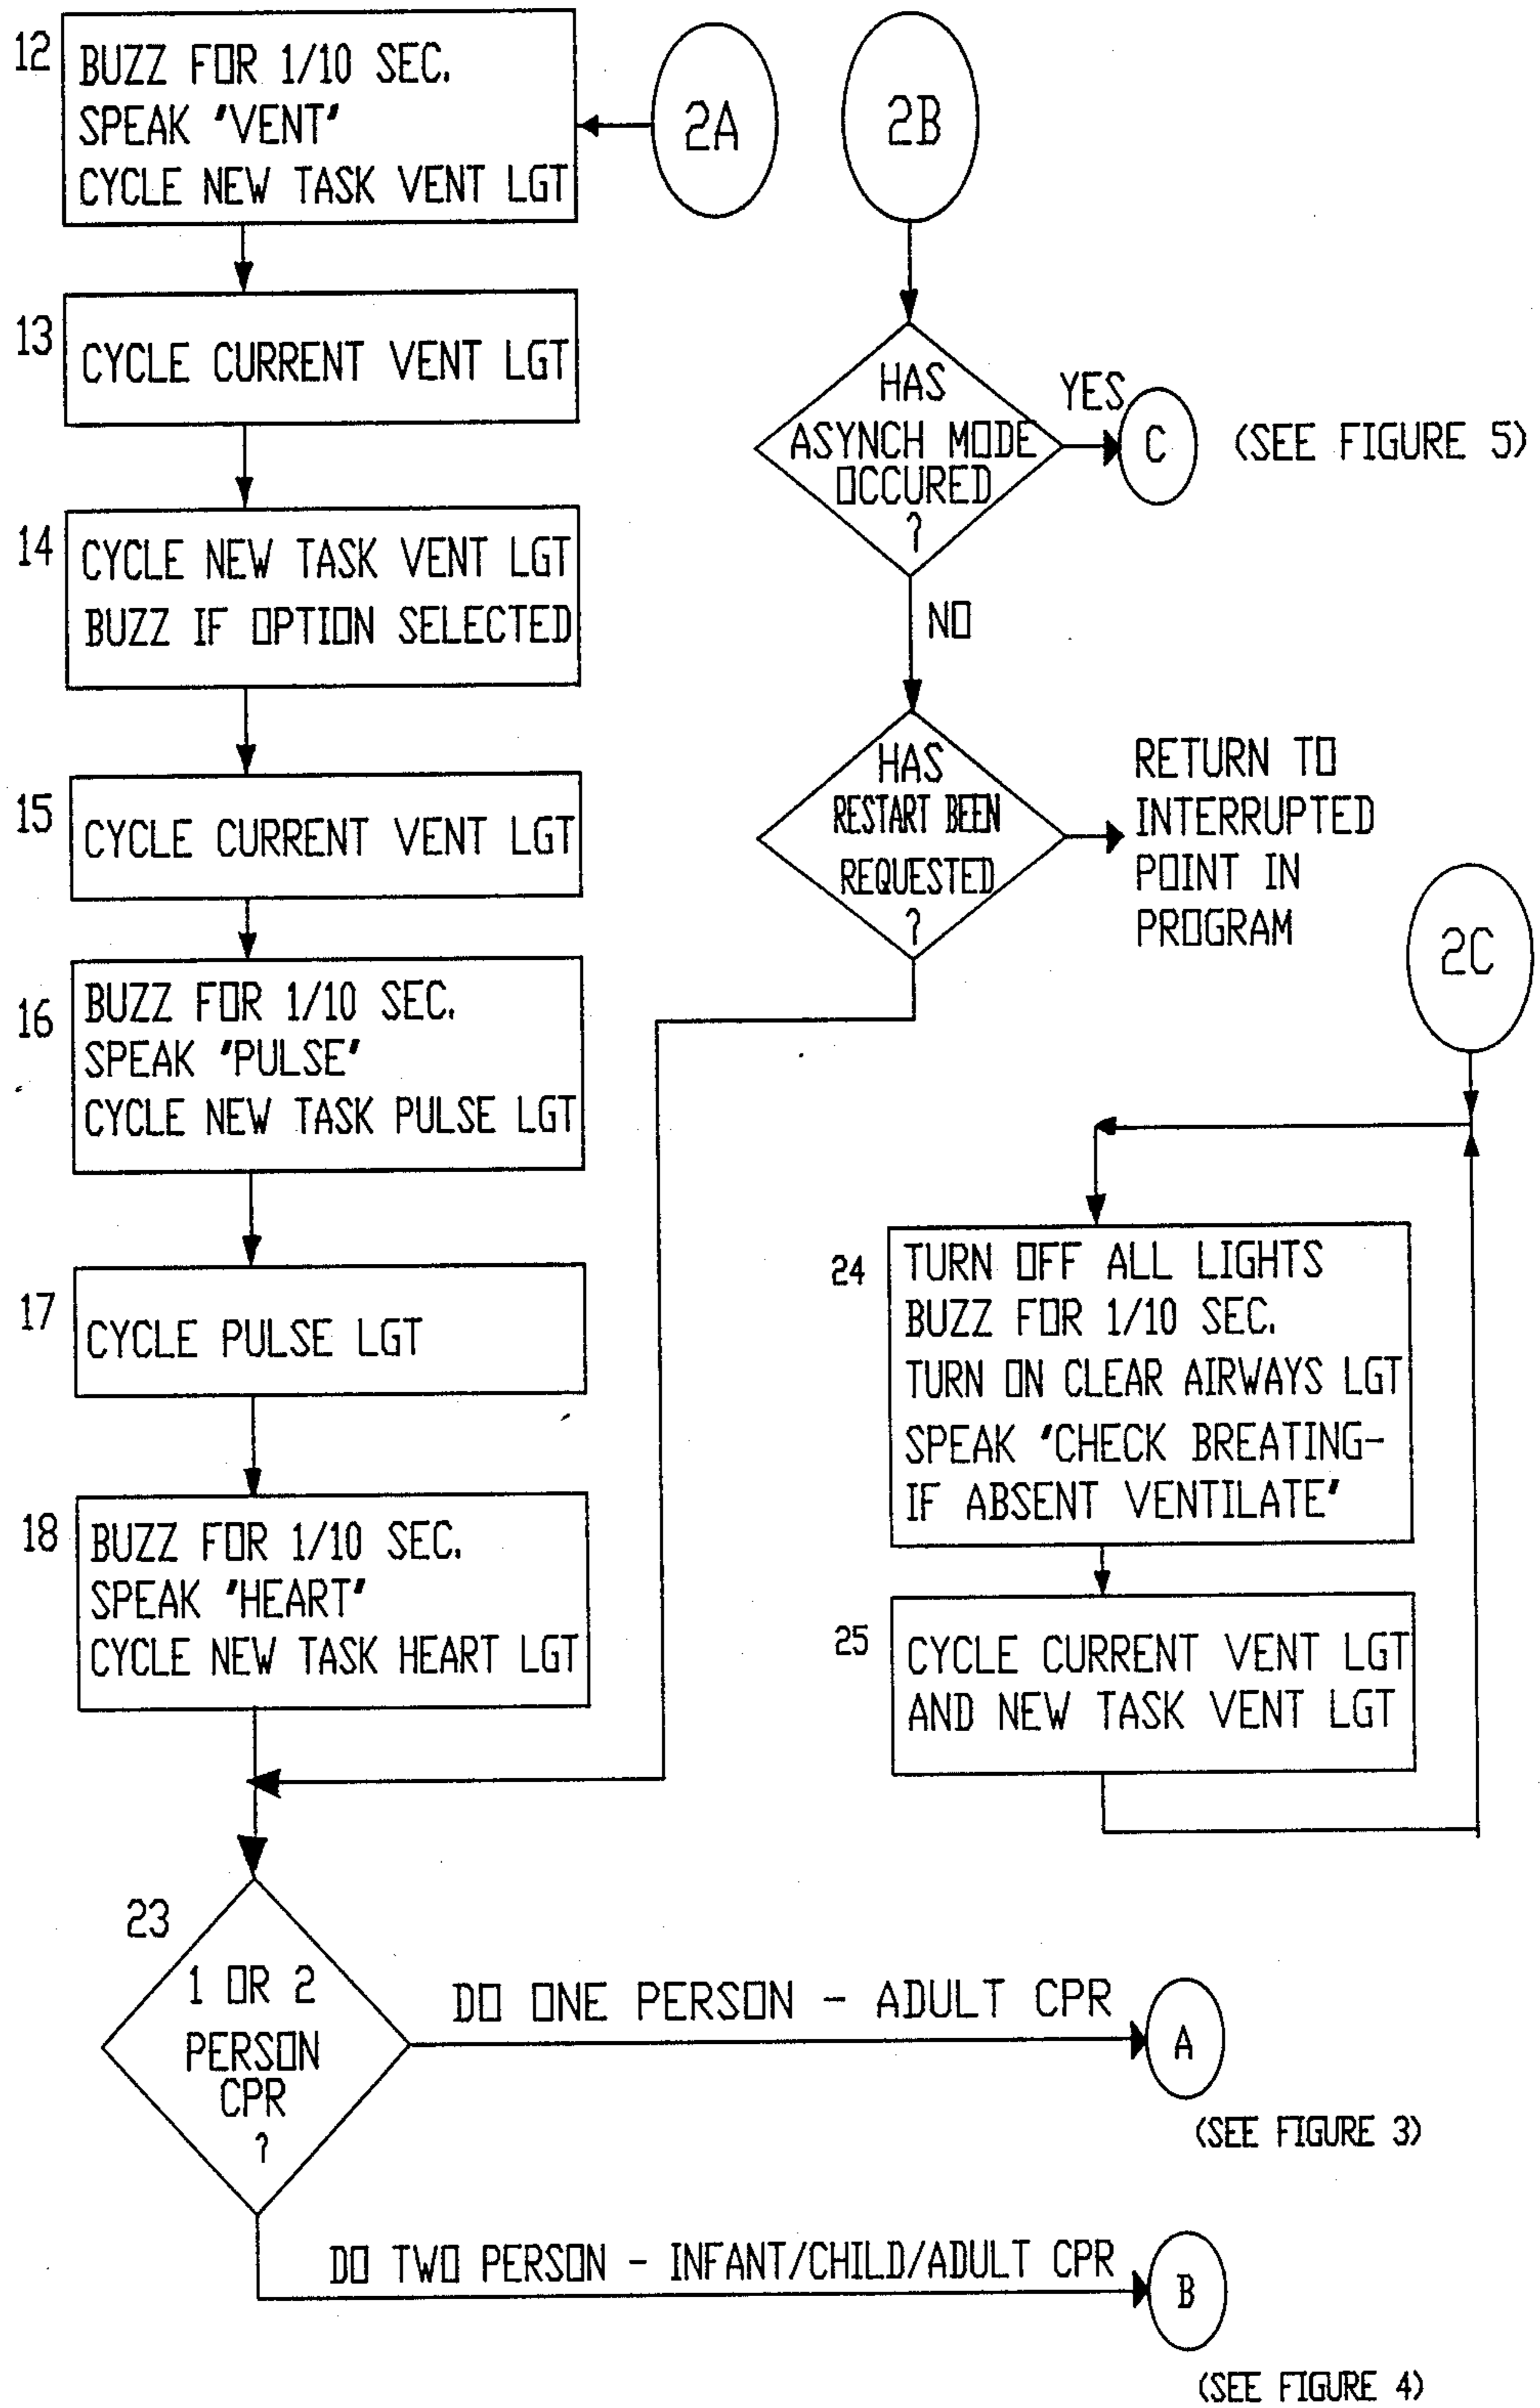 12
BUZZ FOR 1/10 SEC.
SPEAK "VENT"
CYCLE NEW TASK VENT LGT
2A
2B
13
CYCLE CURRENT VENT LGT
HAS
ASYNCH MODE
OCCURED
?
YES
C
(SEE FIGURE 5)
14
CYCLE NEW TASK VENT LGT
BUZZ IF OPTION SELECTED
NO
15
CYCLE CURRENT VENT LGT
HAS
RESTART BEEN
REQUESTED
?
RETURN TO
INTERRUPTED
POINT IN
PROGRAM
2C
16
BUZZ FOR 1/10 SEC.
SPEAK "PULSE"
CYCLE NEW TASK PULSE LGT
17
CYCLE PULSE LGT
24
TURN OFF ALL LIGHTS
BUZZ FOR 1/10 SEC.
TURN ON CLEAR AIRWAYS LGT
SPEAK "CHECK BREATING-
IF ABSENT VENTILATE"
18
BUZZ FOR 1/10 SEC.
SPEAK "HEART"
CYCLE NEW TASK HEART LGT
25
CYCLE CURRENT VENT LGT
AND NEW TASK VENT LGT
23
1 OR 2
PERSON
CPR
?
DO ONE PERSON - ADULT CPR
A
(SEE FIGURE 3)
DO TWO PERSON - INFANT/CHILD/ADULT CPR
B
(SEE FIGURE 4)